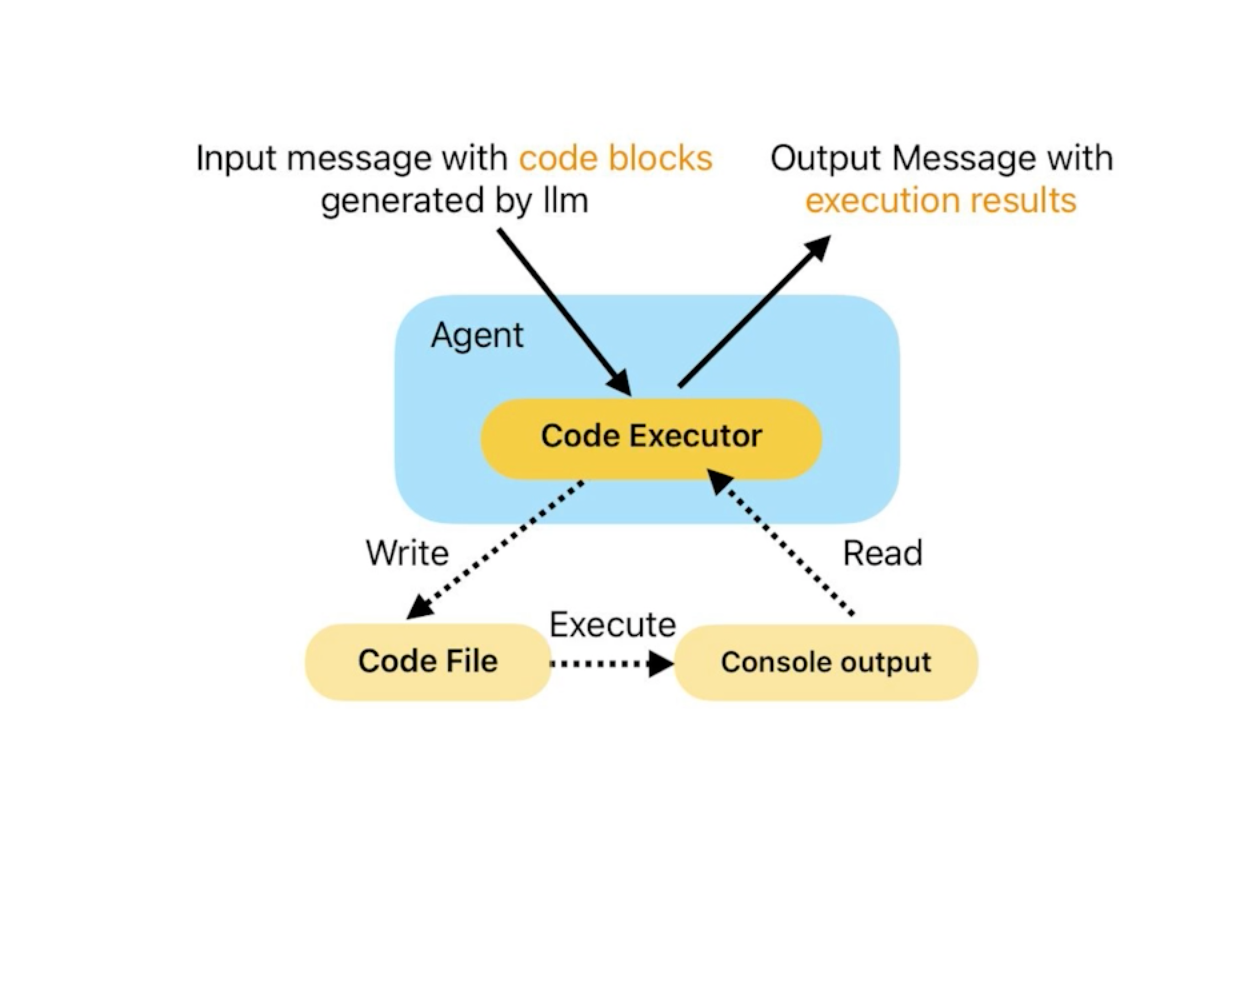 Input message with code blocks
generated by llm
Output Message with
execution results
Agent
Code Executor
Write
Read
Execute
Code File
Console output